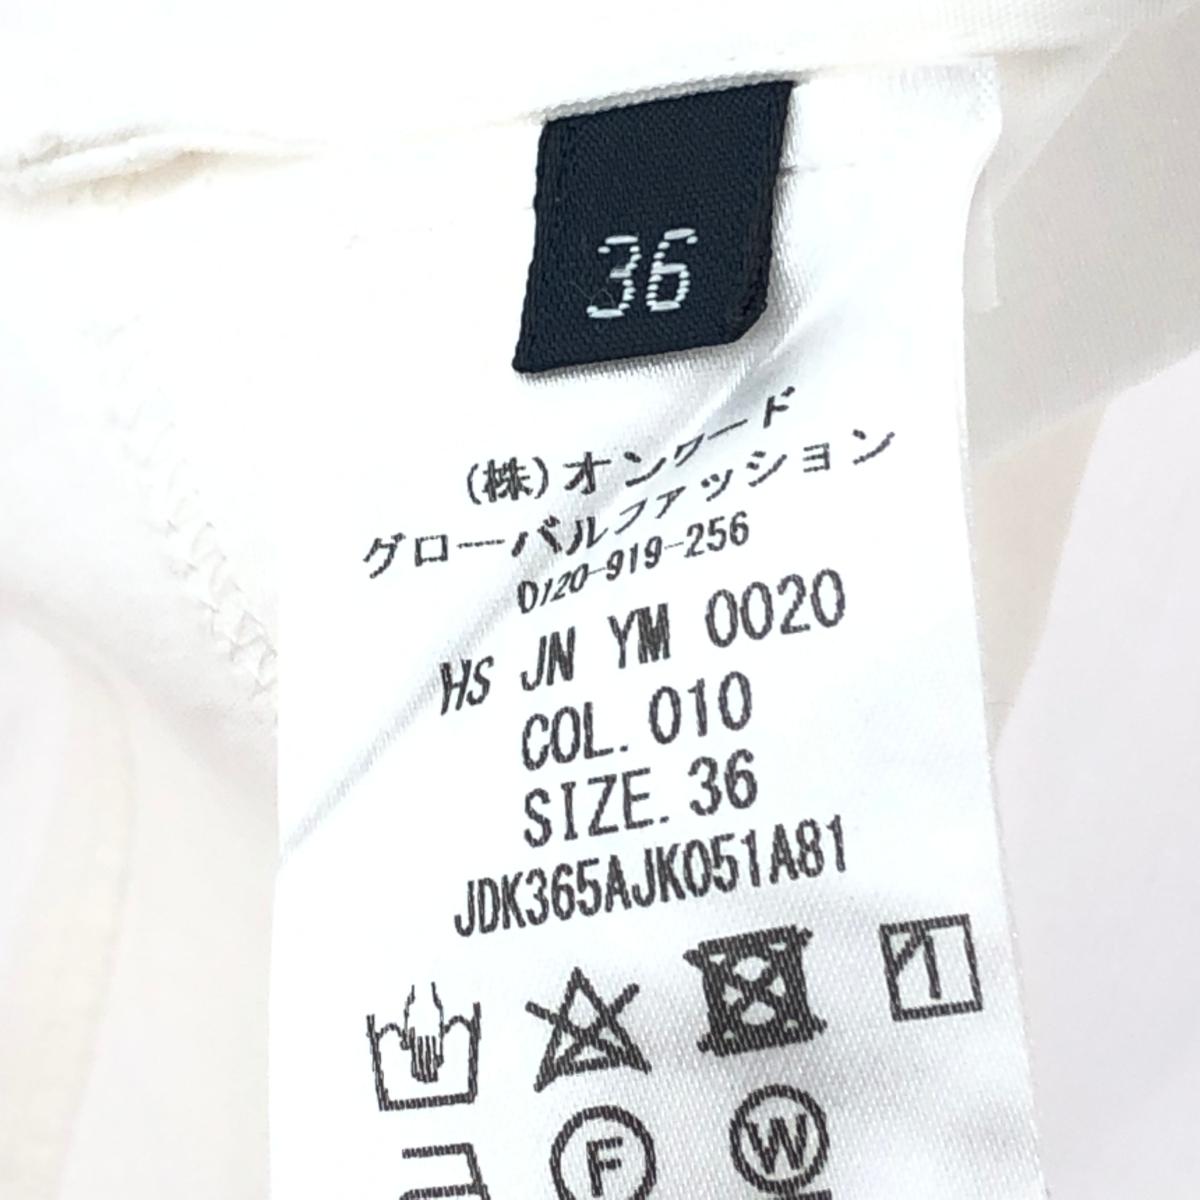 36
(株)オンワード
グローバルファッション
0120-919-256
HS JN YM 0020
COL. 010
SIZE. 36
JDK365AJK051A81
F W